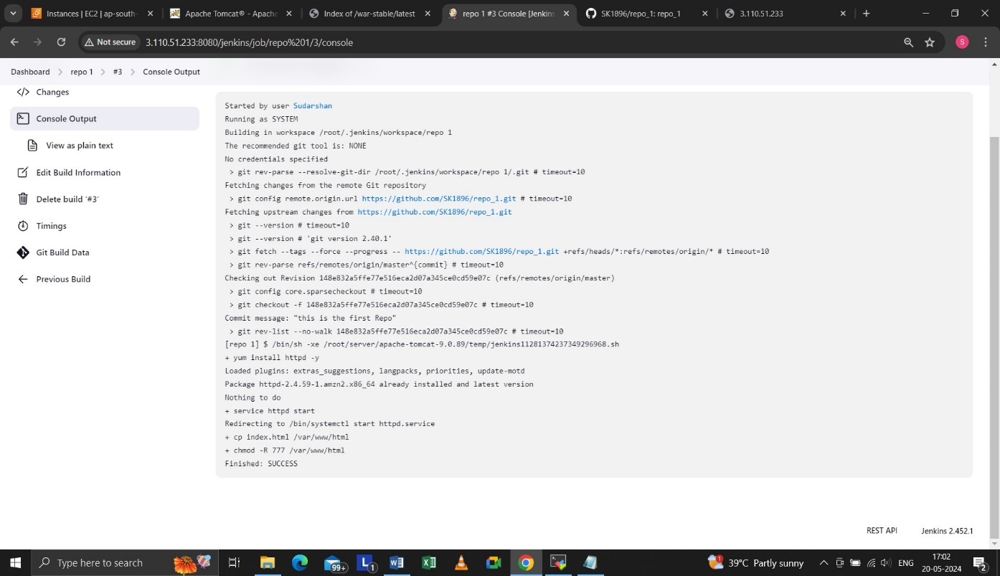 Instances | EC2 | ap-south-
Apache Tomcat® - Apache
Index of /war-stable/latest
repo 1 #3 Console [Jenkins
SK1896/repo_1: repo_1
3.110.51.233
Not secure
3.110.51.233:8080/jenkins/job/repo%201/3/console
S
Dashboard > repo 1 > #3 > Console Output
Changes
Console Output
View as plain text
Edit Build Information
Delete build ‘#3’
Timings
Git Build Data
Previous Build
Started by user Sudarshan
Running as SYSTEM
Building in workspace /root/.jenkins/workspace/repo 1
The recommended git tool is: NONE
No credentials specified
> git rev-parse --resolve-git-dir /root/.jenkins/workspace/repo 1/.git # timeout=10
Fetching changes from the remote Git repository
> git config remote.origin.url https://github.com/SK1896/repo_1.git # timeout=10
Fetching upstream changes from https://github.com/SK1896/repo_1.git
> git --version # timeout=10
> git --version # 'git version 2.40.1'
> git fetch --tags --force --progress -- https://github.com/SK1896/repo_1.git +refs/heads/*:refs/remotes/origin/* # timeout=10
> git rev-parse refs/remotes/origin/master^{commit} # timeout=10
Checking out Revision 148e832a5ffe77e516eca2d07a345ce0cd59e07c (refs/remotes/origin/master)
> git config core.sparsecheckout # timeout=10
> git checkout -f 148e832a5ffe77e516eca2d07a345ce0cd59e07c # timeout=10
Commit message: "this is the first Repo"
> git rev-list --no-walk 148e832a5ffe77e516eca2d07a345ce0cd59e07c # timeout=10
[repo 1] $ /bin/sh -xe /root/server/apache-tomcat-9.0.89/temp/jenkins11281374237349296968.sh
+ yum install httpd -y
Loaded plugins: extras_suggestions, langpacks, priorities, update-motd
Package httpd-2.4.59-1.amzn2.x86_64 already installed and latest version
Nothing to do
+ service httpd start
Redirecting to /bin/systemctl start httpd.service
+ cp index.html /var/www/html
+ chmod -R 777 /var/www/html
Finished: SUCCESS
REST API
Jenkins 2.452.1
Type here to search
99+
L 1
39°C Partly sunny
ENG
17:02
20-05-2024
2